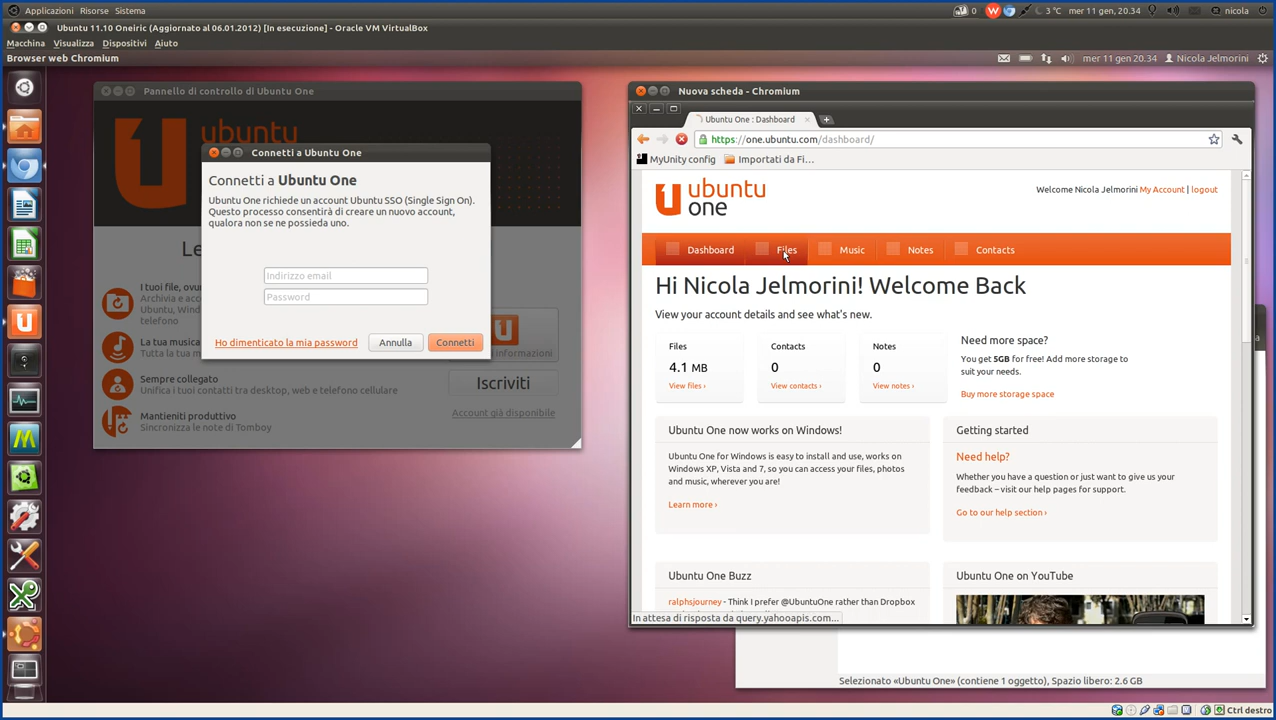 Applicazioni Risorse Sistema
0 W 3 °C mer 11 gen, 20.34 nicola
Ubuntu 11.10 Oneiric (Aggiornato al 06.01.2012) [In esecuzione] - Oracle VM VirtualBox
Macchina Visualizza Dispositivi Aiuto
Browser web Chromium
mer 11 gen 20.34 Nicola Jelmorini
Pannello di controllo di Ubuntu One
ubuntu
Connetti a Ubuntu One
Connetti a Ubuntu One
Ubuntu One richiede un account Ubuntu SSO (Single Sign On).
Questo processo consentirà di creare un nuovo account,
qualora non se ne possieda uno.
Indirizzo email
Password
Ho dimenticato la mia password
Annulla
Connetti
Le
I tuoi file, ovu
Archivia e acc
Windows
telefono
La tua music
Tutta la tua m
Sempre collegato
Unifica i tuoi contatti tra desktop, web e telefono cellulare
Mantieniti produttivo
Sincronizza le note di Tomboy
informazioni
Iscriviti
Account già disponibile
Nuova scheda - Chromium
Ubuntu One : Dashboard
https://one.ubuntu.com/dashboard/
MyUnity config Importati da Fi...
ubuntu
one
Welcome Nicola Jelmorini My Account | logout
Dashboard Files Music Notes Contacts
Hi Nicola Jelmorini! Welcome Back
View your account details and see what's new.
Files
4.1 MB
View files ›
Contacts
0
View contacts ›
Notes
0
View notes ›
Need more space?
You get 5GB for free! Add more storage to
suit your needs.
Buy more storage space
Ubuntu One now works on Windows!
Ubuntu One for Windows is easy to install and use, works on
Windows XP, Vista and 7, so you can access your files, photos
and music, wherever you are!
Learn more ›
Getting started
Need help?
Whether you have a question or just want to give us your
feedback – visit our help pages for support.
Go to our help section ›
Ubuntu One Buzz
ralphsjourney - Think I prefer @UbuntuOne rather than Dropbox
Ubuntu One on YouTube
In attesa di risposta da query.yahooapis.com...
Selezionato «Ubuntu One» (contiene 1 oggetto), Spazio libero: 2.6 GB
Ctrl destro